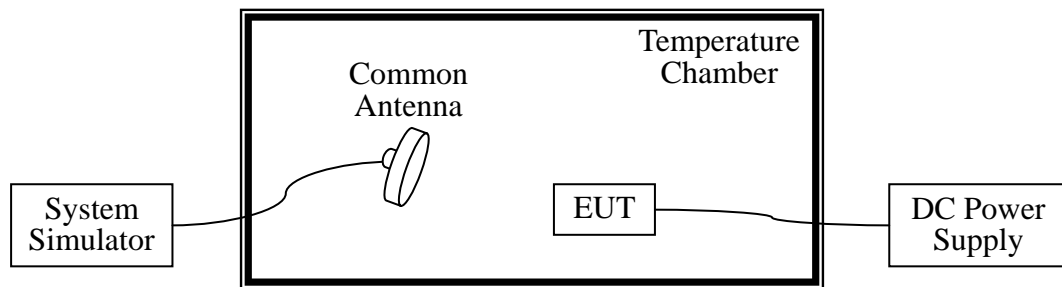 Temperature
Chamber
Common
Antenna
System
Simulator
EUT
DC Power
Supply